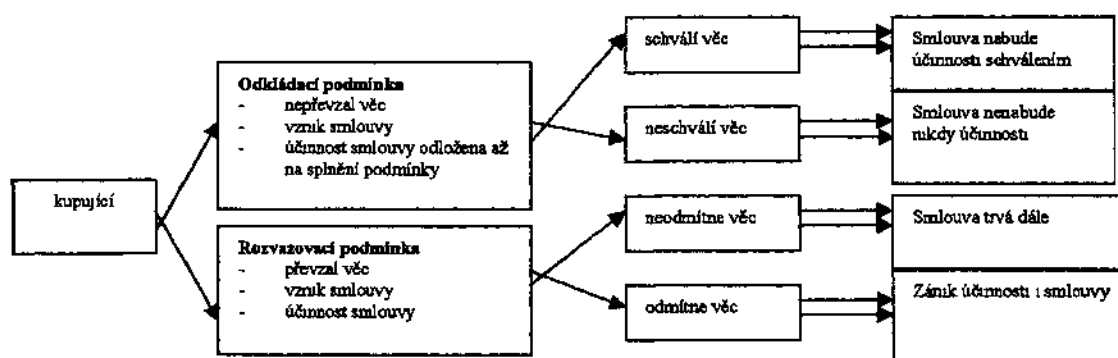 kupující
Odkládací podmínka
- nepřevzal věc
- vznik smlouvy
- účinnost smlouvy odložena až
na splnění podmínky
Rozvazovací podmínka
- převzal věc
- vznik smlouvy
- účinnost smlouvy
schválí věc
neschválí věc
neodmítne věc
odmítne věc
Smlouva nabude
účinnosti schválením
Smlouva nenabude
nikdy účinnosti
Smlouva trvá dále
Zánik účinnosti i smlouvy